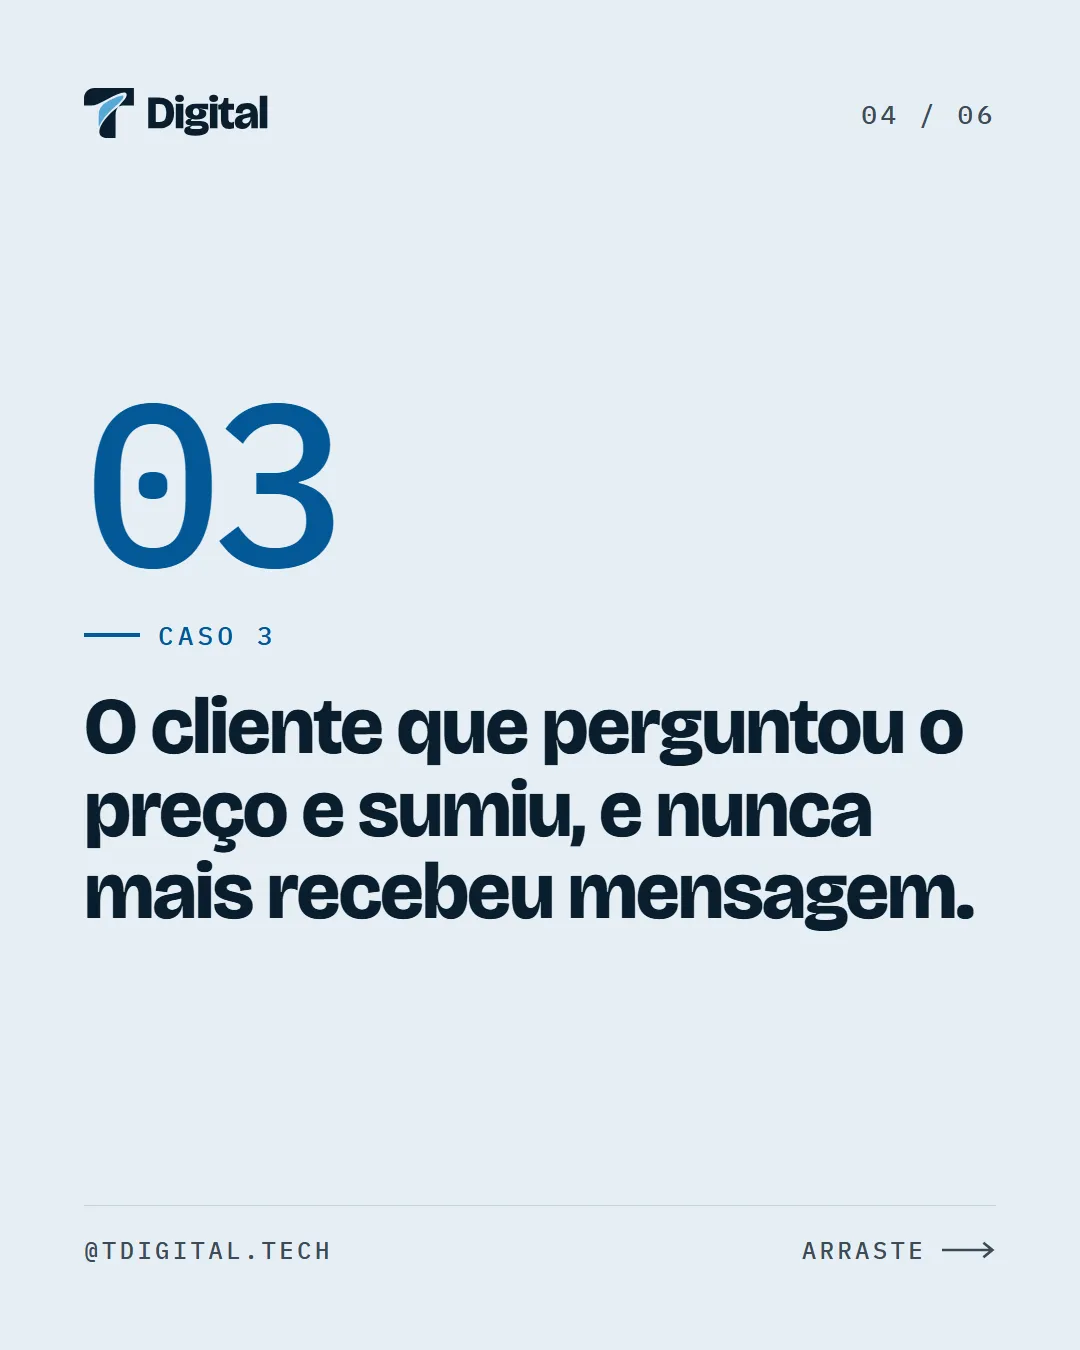 Digital
04 / 06
03
CASO 3
O cliente que perguntou o
preço e sumiu, e nunca
mais recebeu mensagem.
@TDIGITAL.TECH
ARRASTE